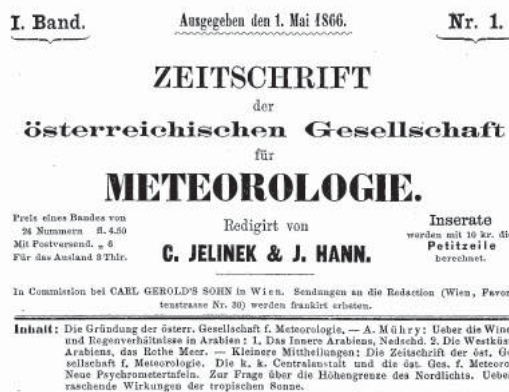 I. Band. Ausgegeben den 1. Mai 1866. Nr. 1.
ZEITSCHRIFT
der
österreichischen Gesellschaft
für
METEOROLOGIE.
Preis eines Bandes von
24 Nummern fl. 4.50
Mit Postversend. „ 6
Für das Ausland 3 Thlr.
Redigirt von
C. JELINEK & J. HANN.
Inserate
werden mit 10 kr. die
Petitzeile
berechnet.
In Commission bei CARL GEROLD'S SOHN in Wien. Sendungen an die Redaction (Wien, Favor
tenstrasse Nr. 30) werden frankirt erbeten.
Inhalt: Die Gründung der österr. Gesellschaft f. Meteorologie. — A. Mühry: Ueber die Wind
und Regenverhältnisse in Arabien: 1. Das Innere Arabiens, Nedschd. 2. Die Westküst
Arabiens, das Rothe Meer. — Kleinere Mittheilungen: Die Zeitschrift der öst. Ge
sellschaft f. Meteorologie. Die k. k. Centralanstalt und die öst. Ges. f. Meteoro
Neue Psychrometertafeln. Zur Frage über die Höhengrenze des Nordlichts. Uebe
raschende Wirkungen der tropischen Sonne.